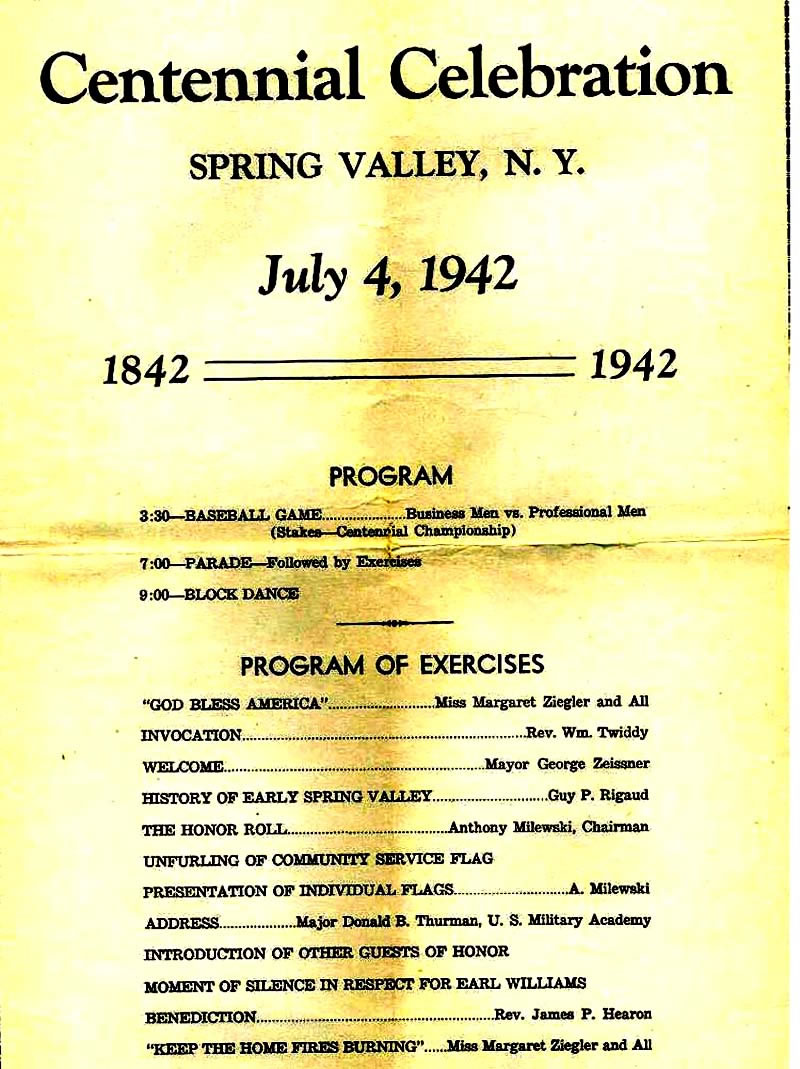 Centennial Celebration
SPRING VALLEY, N. Y.
July 4, 1942
1842 1942
PROGRAM
3:30—BASEBALL GAME.....................Business Men vs. Professional Men
(Stakes—Centennial Championship)
7:00—PARADE—Followed by Exercises
9:00—BLOCK DANCE
PROGRAM OF EXERCISES
"GOD BLESS AMERICA"...........................Miss Margaret Ziegler and All
INVOCATION........................................................................Rev. Wm. Twiddy
WELCOME..................................................................Mayor George Zeissner
HISTORY OF EARLY SPRING VALLEY.............................Guy P. Rigaud
THE HONOR ROLL.........................................Anthony Milewski, Chairman
UNFURLING OF COMMUNITY SERVICE FLAG
PRESENTATION OF INDIVIDUAL FLAGS.............................A. Milewski
ADDRESS....................Major Donald B. Thurman, U. S. Military Academy
INTRODUCTION OF OTHER GUESTS OF HONOR
MOMENT OF SILENCE IN RESPECT FOR EARL WILLIAMS
BENEDICTION.............................................................Rev. James P. Hearon
"KEEP THE HOME FIRES BURNING"......Miss Margaret Ziegler and All